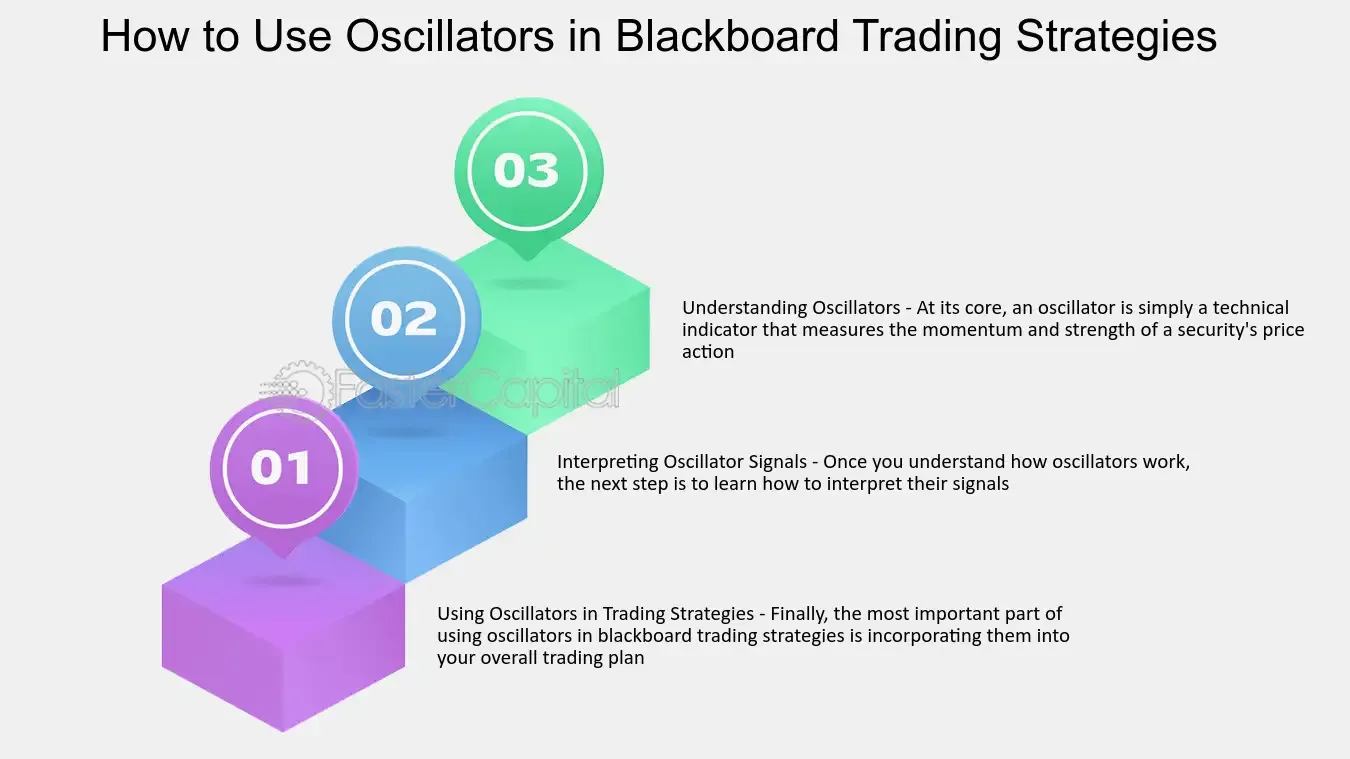 How to Use Oscillators in Blackboard Trading Strategies
03
Understanding Oscillators - At its core, an oscillator is simply a technical
indicator that measures the momentum and strength of a security's price
action
02
FasterCapital
Interpreting Oscillator Signals - Once you understand how oscillators work,
the next step is to learn how to interpret their signals
01
Using Oscillators in Trading Strategies - Finally, the most important part of
using oscillators in blackboard trading strategies is incorporating them into
your overall trading plan